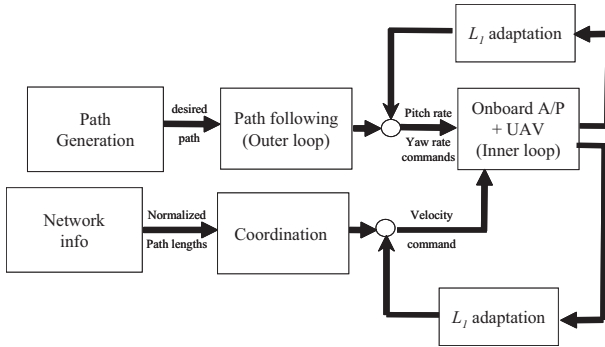 L1 adaptation
Path
Generation
desired
path
Path following
(Outer loop)
Pitch rate
Yaw rate
commands
Onboard A/P
+ UAV
(Inner loop)
Network
info
Normalized
Path lengths
Coordination
Velocity
command
L1 adaptation